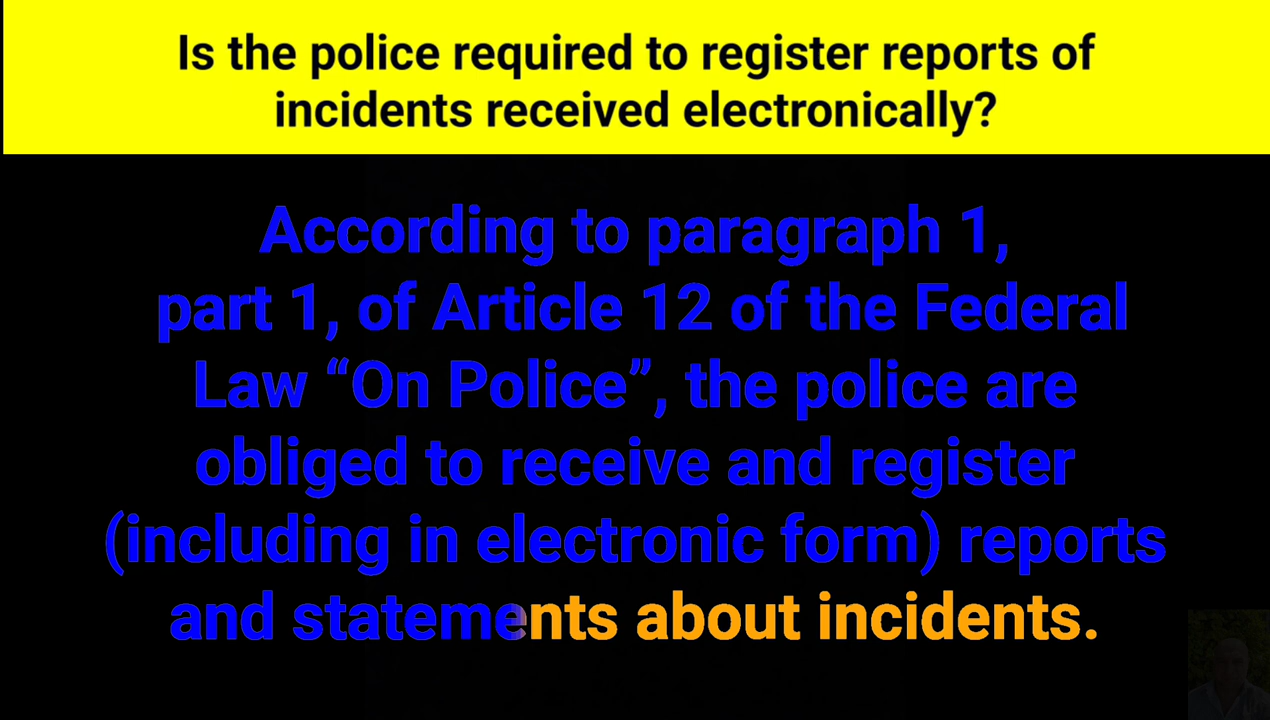 Is the police required to register reports of
incidents received electronically?
According to paragraph 1,
part 1, of Article 12 of the Federal
Law “On Police”, the police are
obliged to receive and register
(including in electronic form) reports
and statements about incidents.